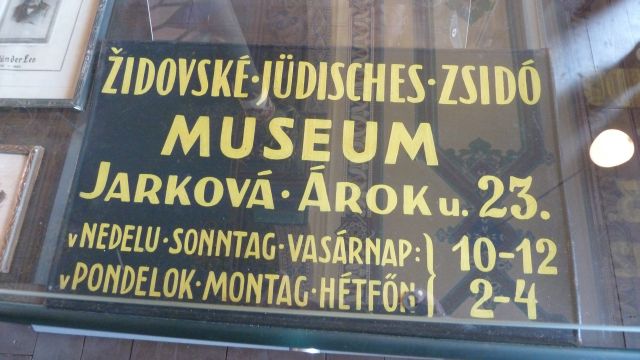 ŽIDOVSKÉ·JÜDISCHES·ZSIDÓ
MUSEUM
JARKOVÁ·ÁROK u. 23.
v NEDELU·SONNTAG·VASÁRNAP:} 10-12
v PONDELOK·MONTAG·HÉTFŐN} 2-4